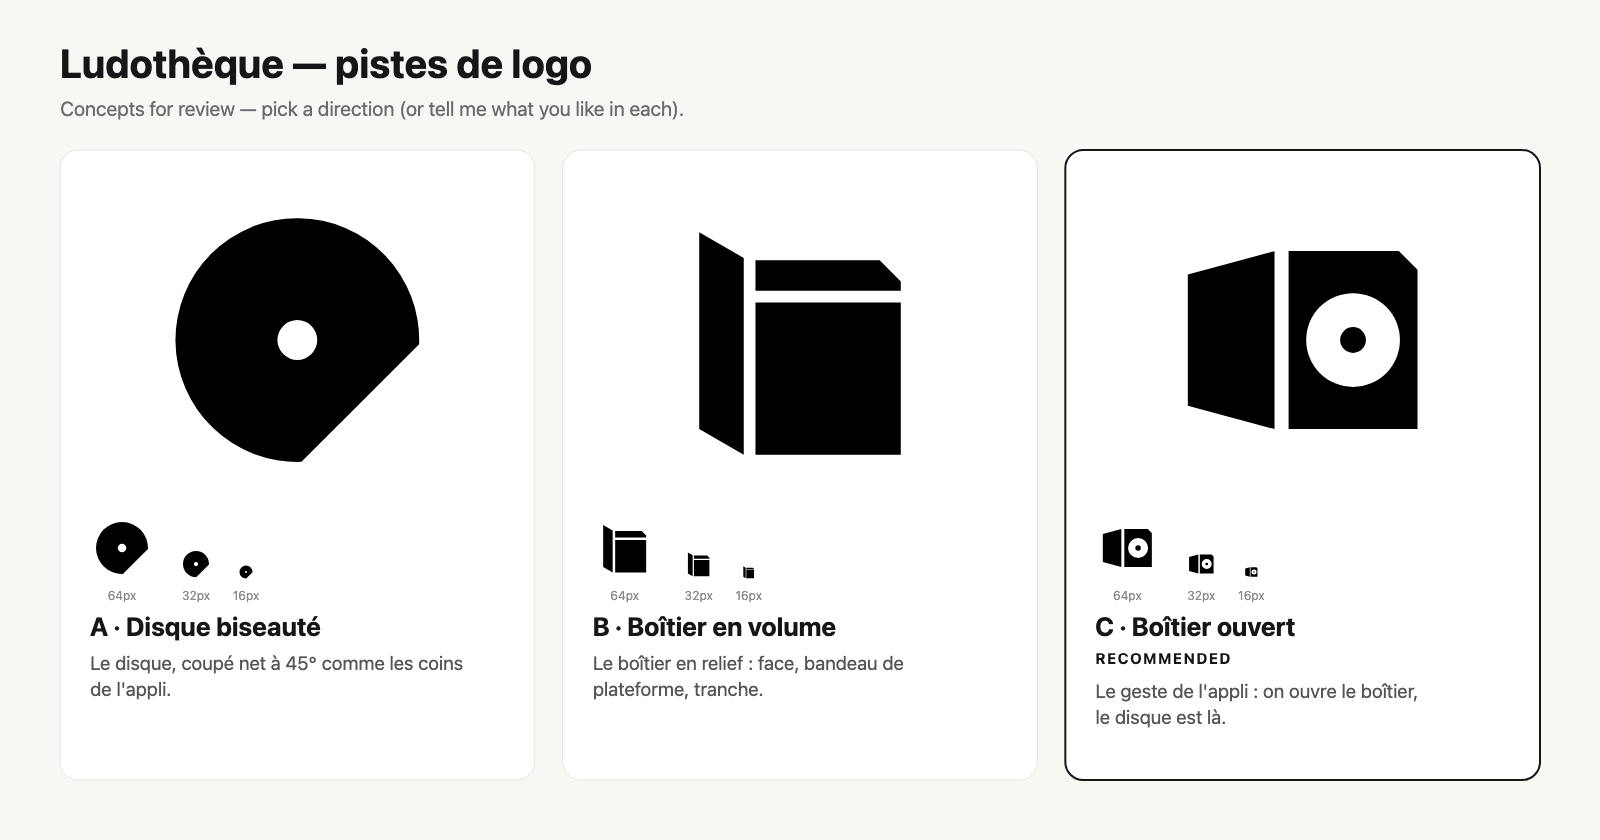 Ludothèque — pistes de logo
Concepts for review — pick a direction (or tell me what you like in each).
64px 32px 16px
A · Disque biseauté
Le disque, coupé net à 45° comme les coins
de l'appli.
64px 32px 16px
B · Boîtier en volume
Le boîtier en relief : face, bandeau de
plateforme, tranche.
64px 32px 16px
C · Boîtier ouvert
RECOMMENDED
Le geste de l'appli : on ouvre le boîtier,
le disque est là.